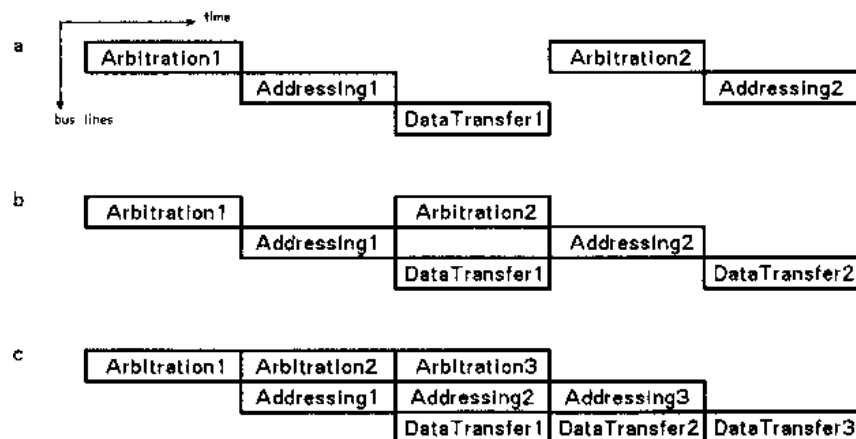 time
a
Arbitration1 Arbitration2
Addressing1 Addressing2
bus lines
DataTransfer1
b
Arbitration1 Arbitration2
Addressing1 Addressing2
DataTransfer1 DataTransfer2
c
Arbitration1 Arbitration2 Arbitration3
Addressing1 Addressing2 Addressing3
DataTransfer1 DataTransfer2 DataTransfer3